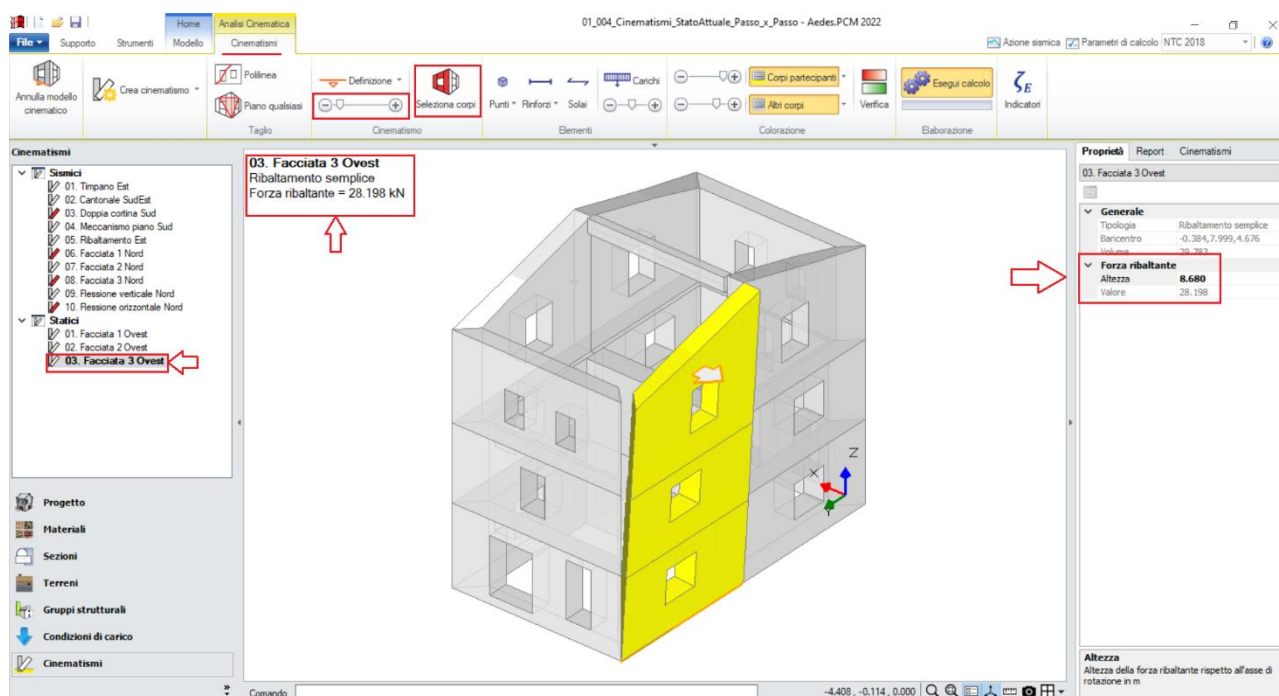 01_004_Cinematismi_StatoAttuale_Passo_x_Passo - Aedes.PCM 2022
Home
Analisi Cinematica
File
Supporto
Strumenti
Modello
Cinematismi
Azione sismica
Parametri di calcolo
NTC 2018
Annulla modello
cinematico
Crea cinematismo
Polilinea
Piano qualsiasi
Taglio
Definizione
Seleziona corpi
Cinematismo
Punti
Rinforzi
Solai
Carichi
Elementi
Corpi partecipanti
Altri corpi
Colorazione
Verifica
Esegui calcolo
Elaborazione
ζE
Indicatori
Cinematismi
Sismici
01. Timpano Est
02. Cantonale SudEst
03. Doppia cortina Sud
04. Meccanismo piano Sud
05. Ribaltamento Est
06. Facciata 1 Nord
07. Facciata 2 Nord
08. Facciata 3 Nord
09. Flessione verticale Nord
10. Flessione orizzontale Nord
Statici
01. Facciata 1 Ovest
02. Facciata 2 Ovest
03. Facciata 3 Ovest
Progetto
Materiali
Sezioni
Terreni
Gruppi strutturali
Condizioni di carico
Cinematismi
03. Facciata 3 Ovest
Ribaltamento semplice
Forza ribaltante = 28.198 kN
Z
X
Y
Comando
-4.408 , -0.114 , 0.000
Proprietà
Report
Cinematismi
03. Facciata 3 Ovest
Generale
Tipologia Ribaltamento semplice
Baricentro -0.384,7.999,4.676
Volume 29.783
Forza ribaltante
Altezza 8.680
Valore 28.198
Altezza
Altezza della forza ribaltante rispetto all'asse di
rotazione in m